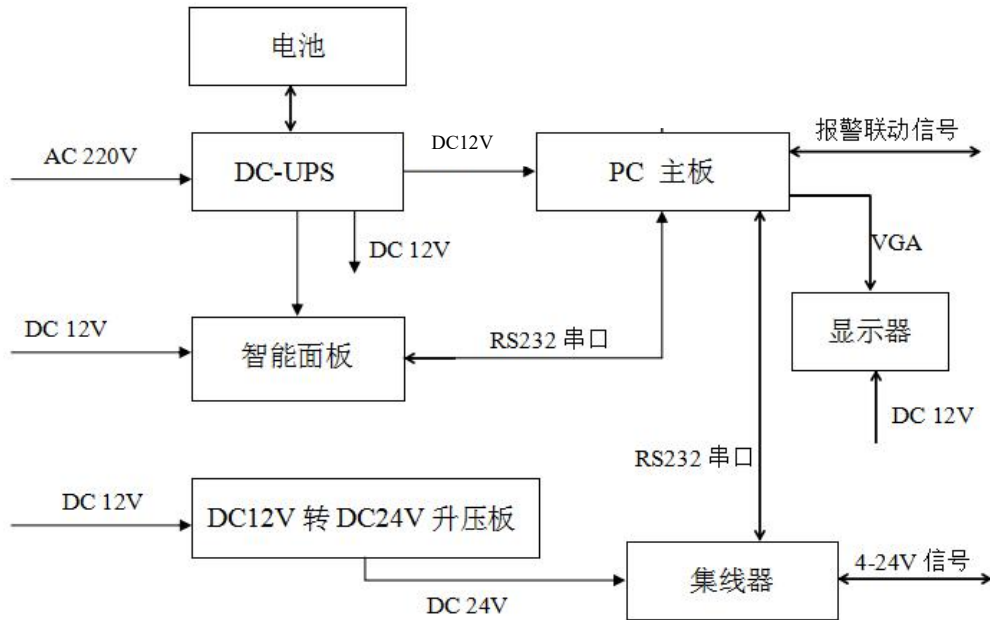 电池
AC 220V
DC-UPS
DC12V
PC 主板
报警联动信号
DC 12V
VGA
DC 12V
智能面板
RS232 串口
显示器
DC 12V
RS232 串口
DC 12V
DC12V 转 DC24V 升压板
DC 24V
集线器
4-24V 信号